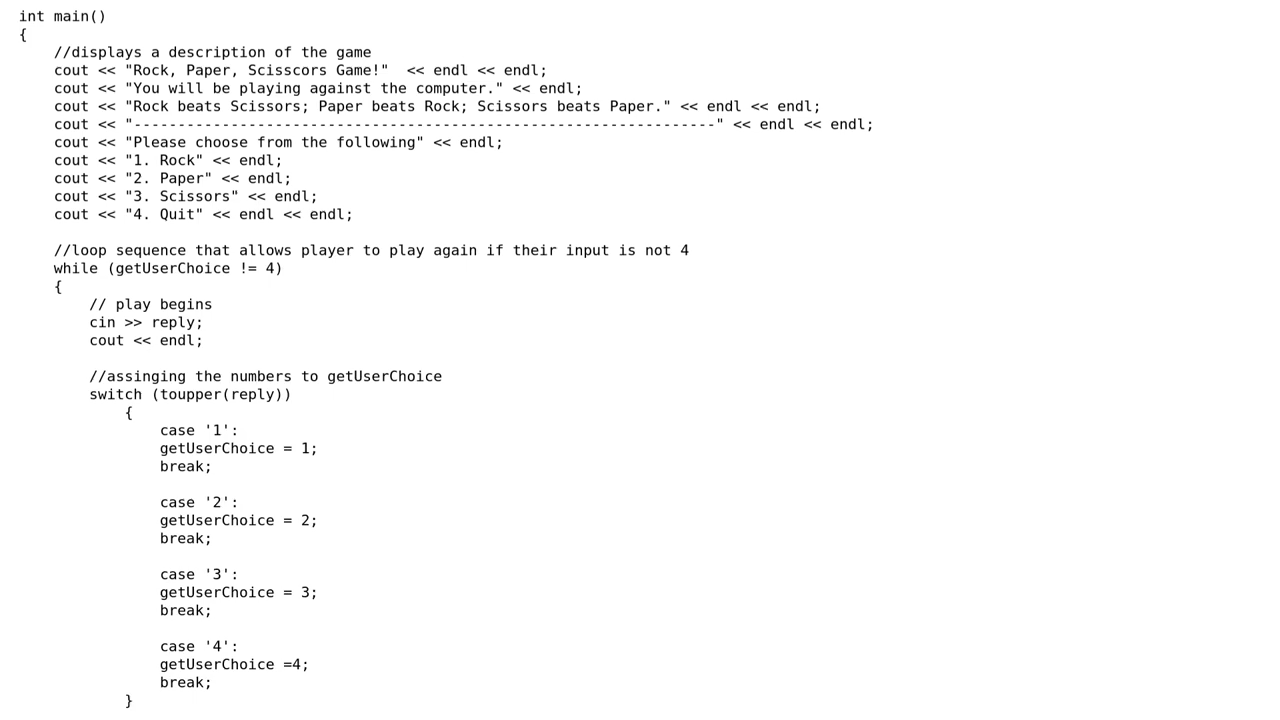 int main()
{
    //displays a description of the game
    cout << "Rock, Paper, Scisscors Game!"  << endl << endl;
    cout << "You will be playing against the computer." << endl;
    cout << "Rock beats Scissors; Paper beats Rock; Scissors beats Paper." << endl << endl;
    cout << "------------------------------------------------------------------" << endl << endl;
    cout << "Please choose from the following" << endl;
    cout << "1. Rock" << endl;
    cout << "2. Paper" << endl;
    cout << "3. Scissors" << endl;
    cout << "4. Quit" << endl << endl;

    //loop sequence that allows player to play again if their input is not 4
    while (getUserChoice != 4)
    {
        // play begins
        cin >> reply;
        cout << endl;

        //assinging the numbers to getUserChoice
        switch (toupper(reply))
            {
                case '1':
                getUserChoice = 1;
                break;

                case '2':
                getUserChoice = 2;
                break;

                case '3':
                getUserChoice = 3;
                break;

                case '4':
                getUserChoice =4;
                break;
            }